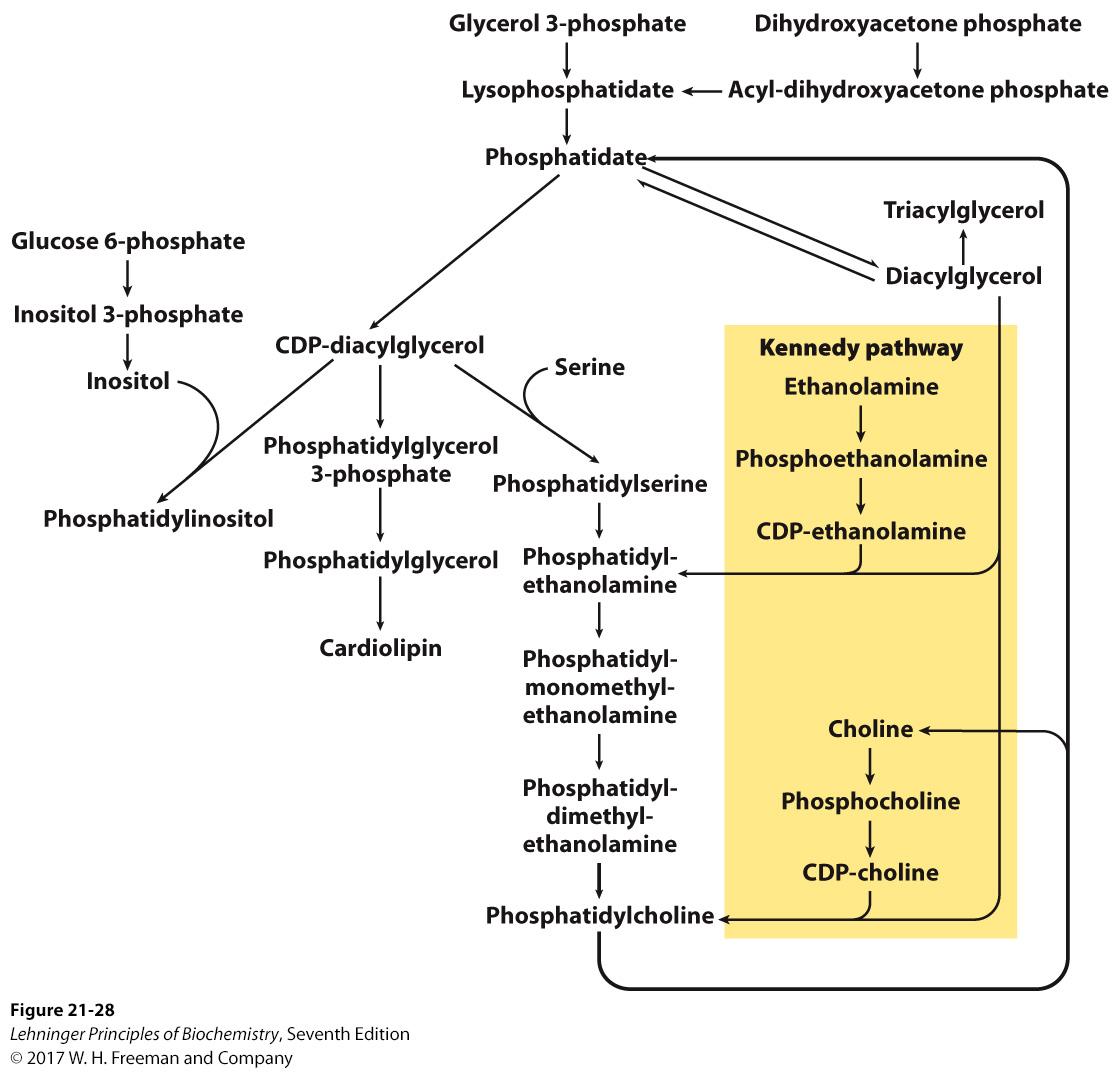 Glycerol 3-phosphate
Dihydroxyacetone phosphate
Lysophosphatidate
Acyl-dihydroxyacetone phosphate
Phosphatidate
Triacylglycerol
Glucose 6-phosphate
Diacylglycerol
Inositol 3-phosphate
CDP-diacylglycerol
Kennedy pathway
Inositol
Serine
Ethanolamine
Phosphatidylglycerol
3-phosphate
Phosphoethanolamine
Phosphatidylserine
Phosphatidylinositol
CDP-ethanolamine
Phosphatidylglycerol
Phosphatidyl-
ethanolamine
Cardiolipin
Phosphatidyl-
monomethyl-
ethanolamine
Choline
Phosphatidyl-
dimethyl-
ethanolamine
Phosphocholine
CDP-choline
Phosphatidylcholine
Figure 21-28
Lehninger Principles of Biochemistry, Seventh Edition
© 2017 W. H. Freeman and Company